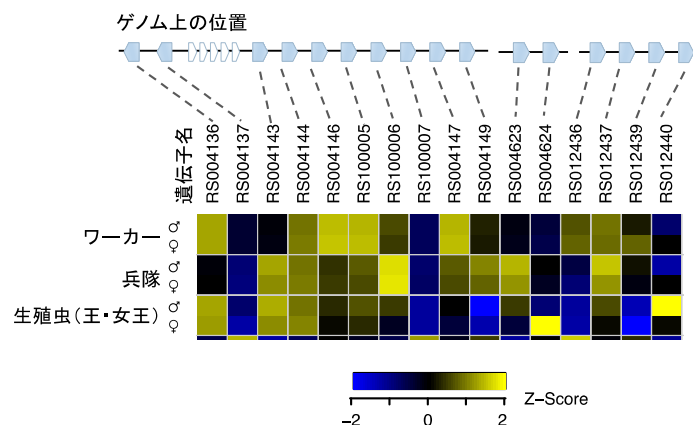 ゲノム上の位置
遺伝子名
RS004136
RS004137
RS004143
RS004144
RS004146
RS100005
RS100006
RS100007
RS004147
RS004149
RS004623
RS004624
RS012436
RS012437
RS012439
RS012440
ワーカー ♂
♀
兵隊 ♂
♀
生殖虫(王・女王) ♂
♀
−2 0 2 Z−Score